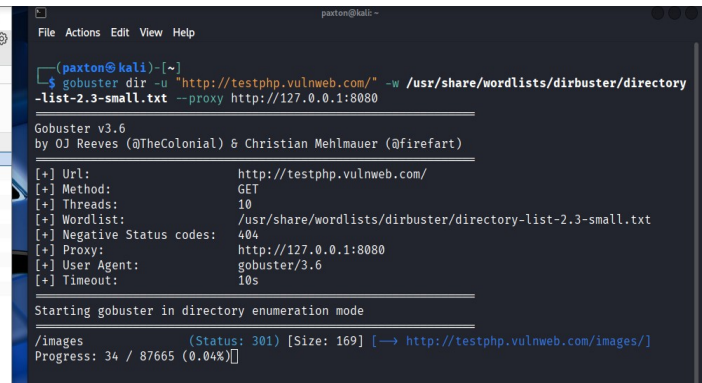 paxton@kali: ~
File Actions Edit View Help
(paxton㉿kali)-[~]
$ gobuster dir -u "http://testphp.vulnweb.com/" -w /usr/share/wordlists/dirbuster/directory
-list-2.3-small.txt --proxy http://127.0.0.1:8080
Gobuster v3.6
by OJ Reeves (@TheColonial) & Christian Mehlmauer (@firefart)
[+] Url: http://testphp.vulnweb.com/
[+] Method: GET
[+] Threads: 10
[+] Wordlist: /usr/share/wordlists/dirbuster/directory-list-2.3-small.txt
[+] Negative Status codes: 404
[+] Proxy: http://127.0.0.1:8080
[+] User Agent: gobuster/3.6
[+] Timeout: 10s
Starting gobuster in directory enumeration mode
/images (Status: 301) [Size: 169] [--> http://testphp.vulnweb.com/images/]
Progress: 34 / 87665 (0.04%)